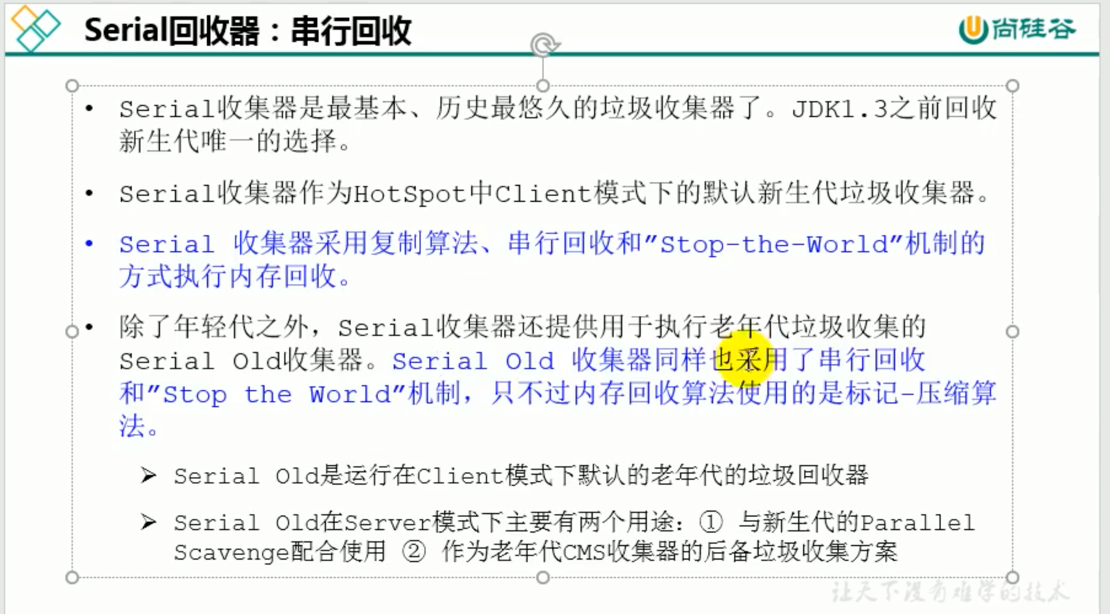 Serial回收器：串行回收
尚硅谷
• Serial收集器是最基本、历史最悠久的垃圾收集器了。JDK1.3之前回收
新生代唯一的选择。
• Serial收集器作为HotSpot中Client模式下的默认新生代垃圾收集器。
• Serial 收集器采用复制算法、串行回收和”Stop-the-World”机制的
方式执行内存回收。
• 除了年轻代之外，Serial收集器还提供用于执行老年代垃圾收集的
Serial Old收集器。Serial Old 收集器同样也采用了串行回收
和”Stop the World”机制，只不过内存回收算法使用的是标记-压缩算
法。
➢ Serial Old是运行在Client模式下默认的老年代的垃圾回收器
➢ Serial Old在Server模式下主要有两个用途：① 与新生代的Parallel
Scavenge配合使用 ② 作为老年代CMS收集器的后备垃圾收集方案
让天下没有难学的技术